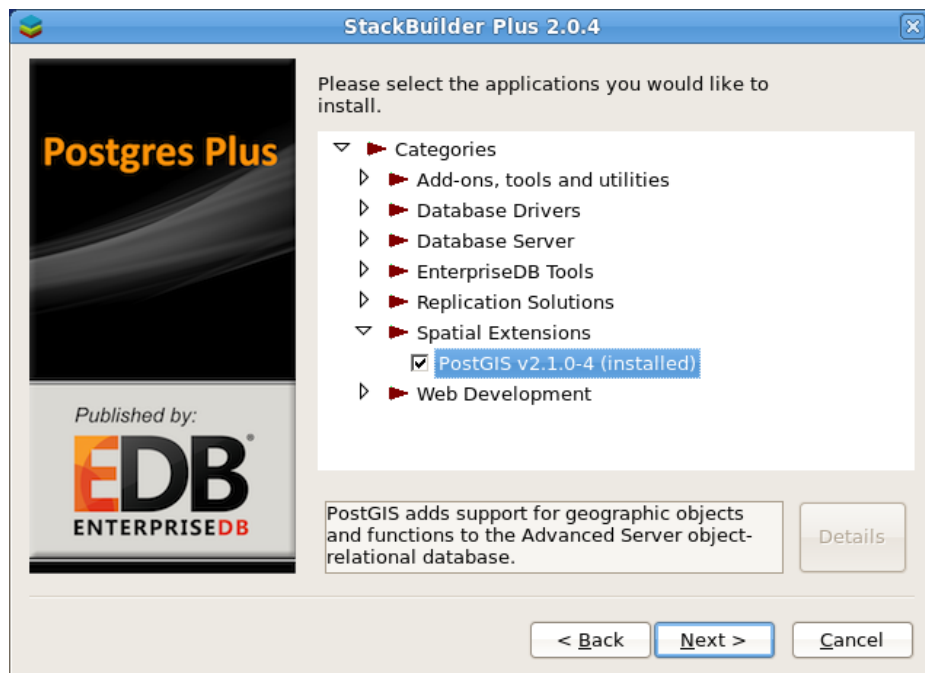 StackBuilder Plus 2.0.4
Postgres Plus
Published by:
EDB®
ENTERPRISEDB
Please select the applications you would like to
install.
Categories
Add-ons, tools and utilities
Database Drivers
Database Server
EnterpriseDB Tools
Replication Solutions
Spatial Extensions
PostGIS v2.1.0-4 (installed)
Web Development
PostGIS adds support for geographic objects
and functions to the Advanced Server object-
relational database.
Details
< Back
Next >
Cancel